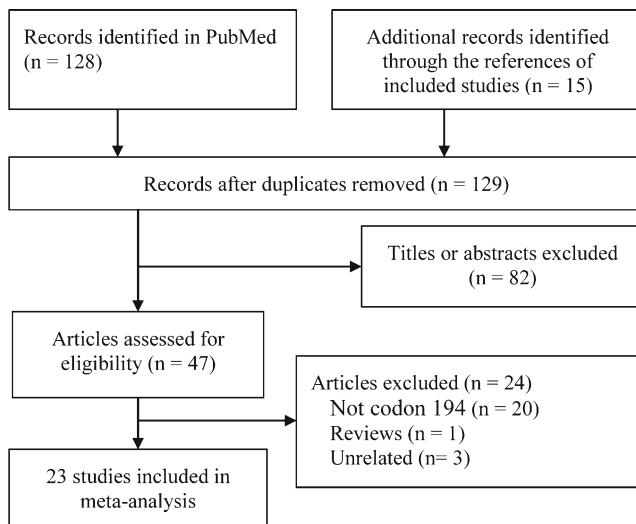 Records identified in PubMed
(n = 128)
Additional records identified
through the references of
included studies (n = 15)
Records after duplicates removed (n = 129)
Titles or abstracts excluded
(n = 82)
Articles assessed for
eligibility (n = 47)
Articles excluded (n = 24)
Not codon 194 (n = 20)
Reviews (n = 1)
Unrelated (n= 3)
23 studies included in
meta-analysis